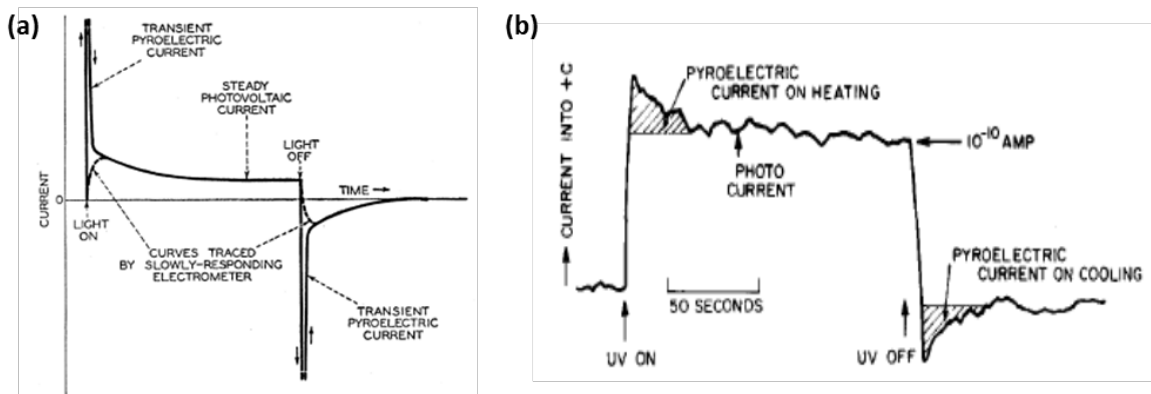 (a)
TRANSIENT
PYROELECTRIC
CURRENT
STEADY
PHOTOVOLTAIC
CURRENT
LIGHT
OFF
TIME →
CURRENT
0
LIGHT
ON
CURVES TRACED
BY SLOWLY-RESPONDING
ELECTROMETER
TRANSIENT
PYROELECTRIC
CURRENT
(b)
CURRENT INTO +C
PYROELECTRIC
CURRENT ON HEATING
10⁻¹⁰ AMP
PHOTO
CURRENT
50 SECONDS
PYROELECTRIC
CURRENT ON COOLING
UV ON
UV OFF